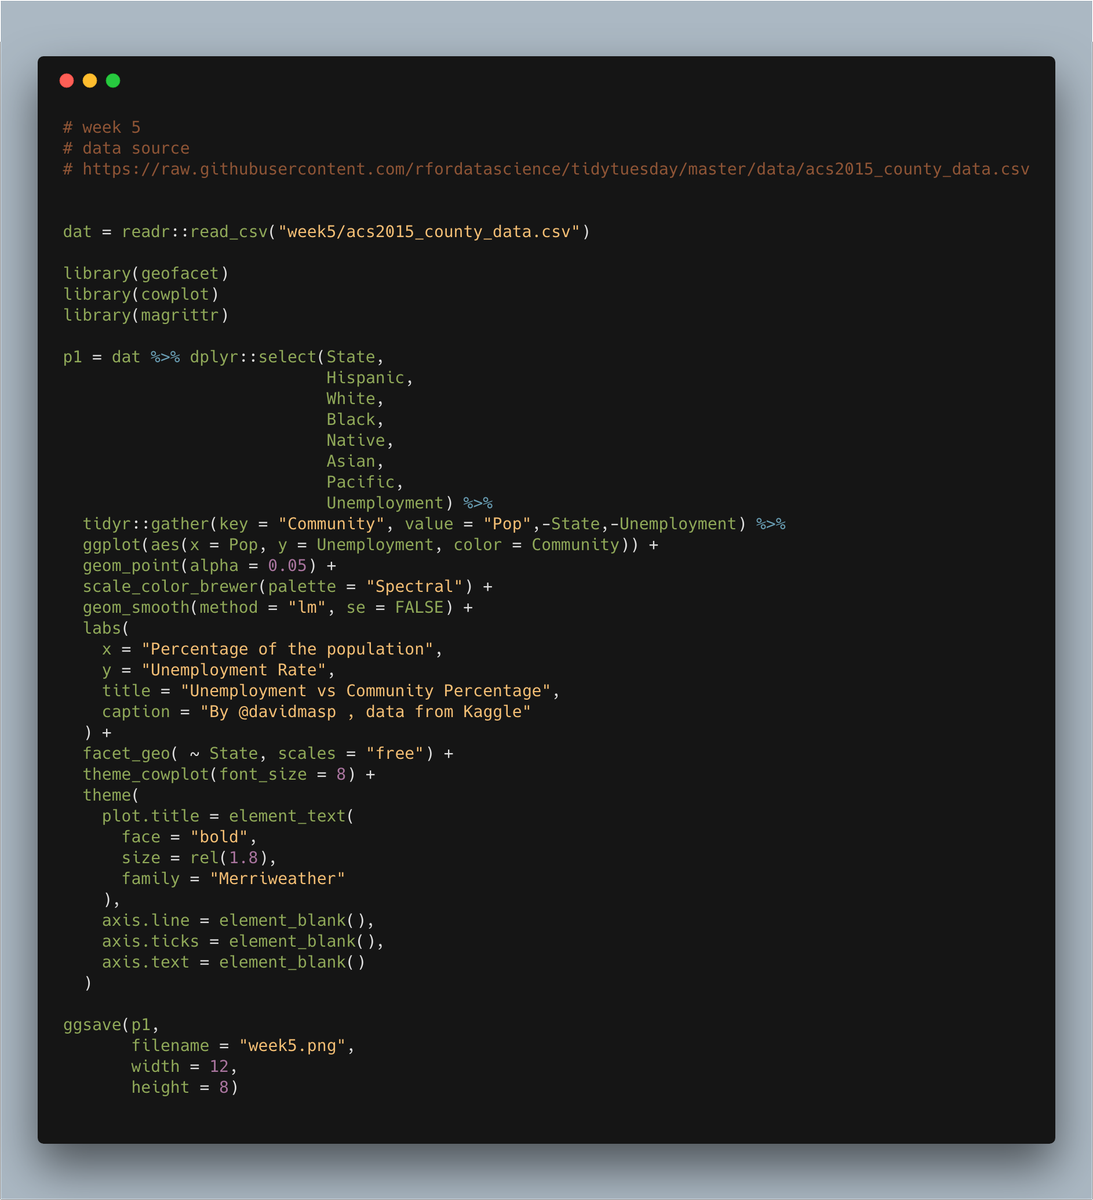 # week 5
# data source
# https://raw.githubusercontent.com/rfordatascience/tidytuesday/master/data/acs2015_county_data.csv
dat = readr::read_csv("week5/acs2015_county_data.csv")
library(geofacet)
library(cowplot)
library(magrittr)
p1 = dat %>% dplyr::select(State,
Hispanic,
White,
Black,
Native,
Asian,
Pacific,
Unemployment) %>%
tidyr::gather(key = "Community", value = "Pop",-State,-Unemployment) %>%
ggplot(aes(x = Pop, y = Unemployment, color = Community)) +
geom_point(alpha = 0.05) +
scale_color_brewer(palette = "Spectral") +
geom_smooth(method = "lm", se = FALSE) +
labs(
x = "Percentage of the population",
y = "Unemployment Rate",
title = "Unemployment vs Community Percentage",
caption = "By @davidmasp , data from Kaggle"
) +
facet_geo( ~ State, scales = "free") +
theme_cowplot(font_size = 8) +
theme(
plot.title = element_text(
face = "bold",
size = rel(1.8),
family = "Merriweather"
),
axis.line = element_blank(),
axis.ticks = element_blank(),
axis.text = element_blank()
)
ggsave(p1,
filename = "week5.png",
width = 12,
height = 8)